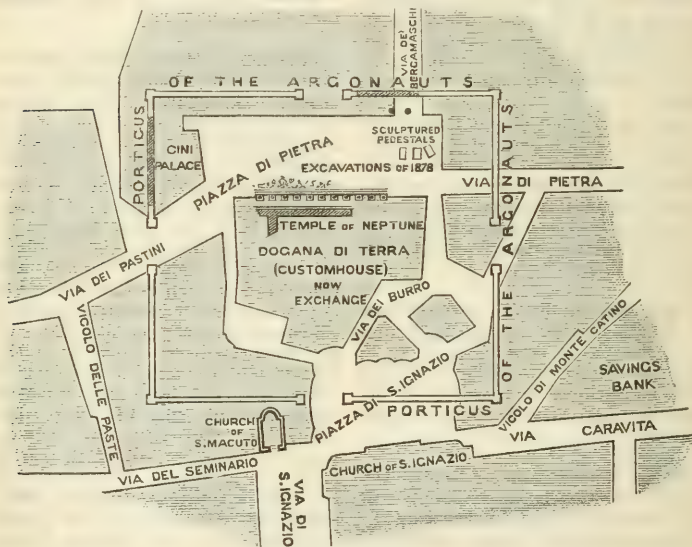 VIA DE'
BERGAMASCHI
OF THE ARGONAUTS
PORTICUS
CINI
PALACE
PIAZZA DI PIETRA
SCULPTURED
PEDESTALS
EXCAVATIONS OF 1878
VIA DI PIETRA
OF THE ARGONAUTS
TEMPLE OF NEPTUNE
DOGANA DI TERRA
(CUSTOMHOUSE)
NOW
EXCHANGE
VIA DEI BURRO
VIA DEI PASTINI
VICOLO DELLE PASTE
VICOLO DI MONTE CATINO
SAVINGS
BANK
PIAZZA DI S. IGNAZIO
PORTICUS
CHURCH
OF
S. MACUTO
VIA CARAVITA
VIA DEL SEMINARIO
CHURCH OF S. IGNAZIO
VIA DI
S. IGNAZIO